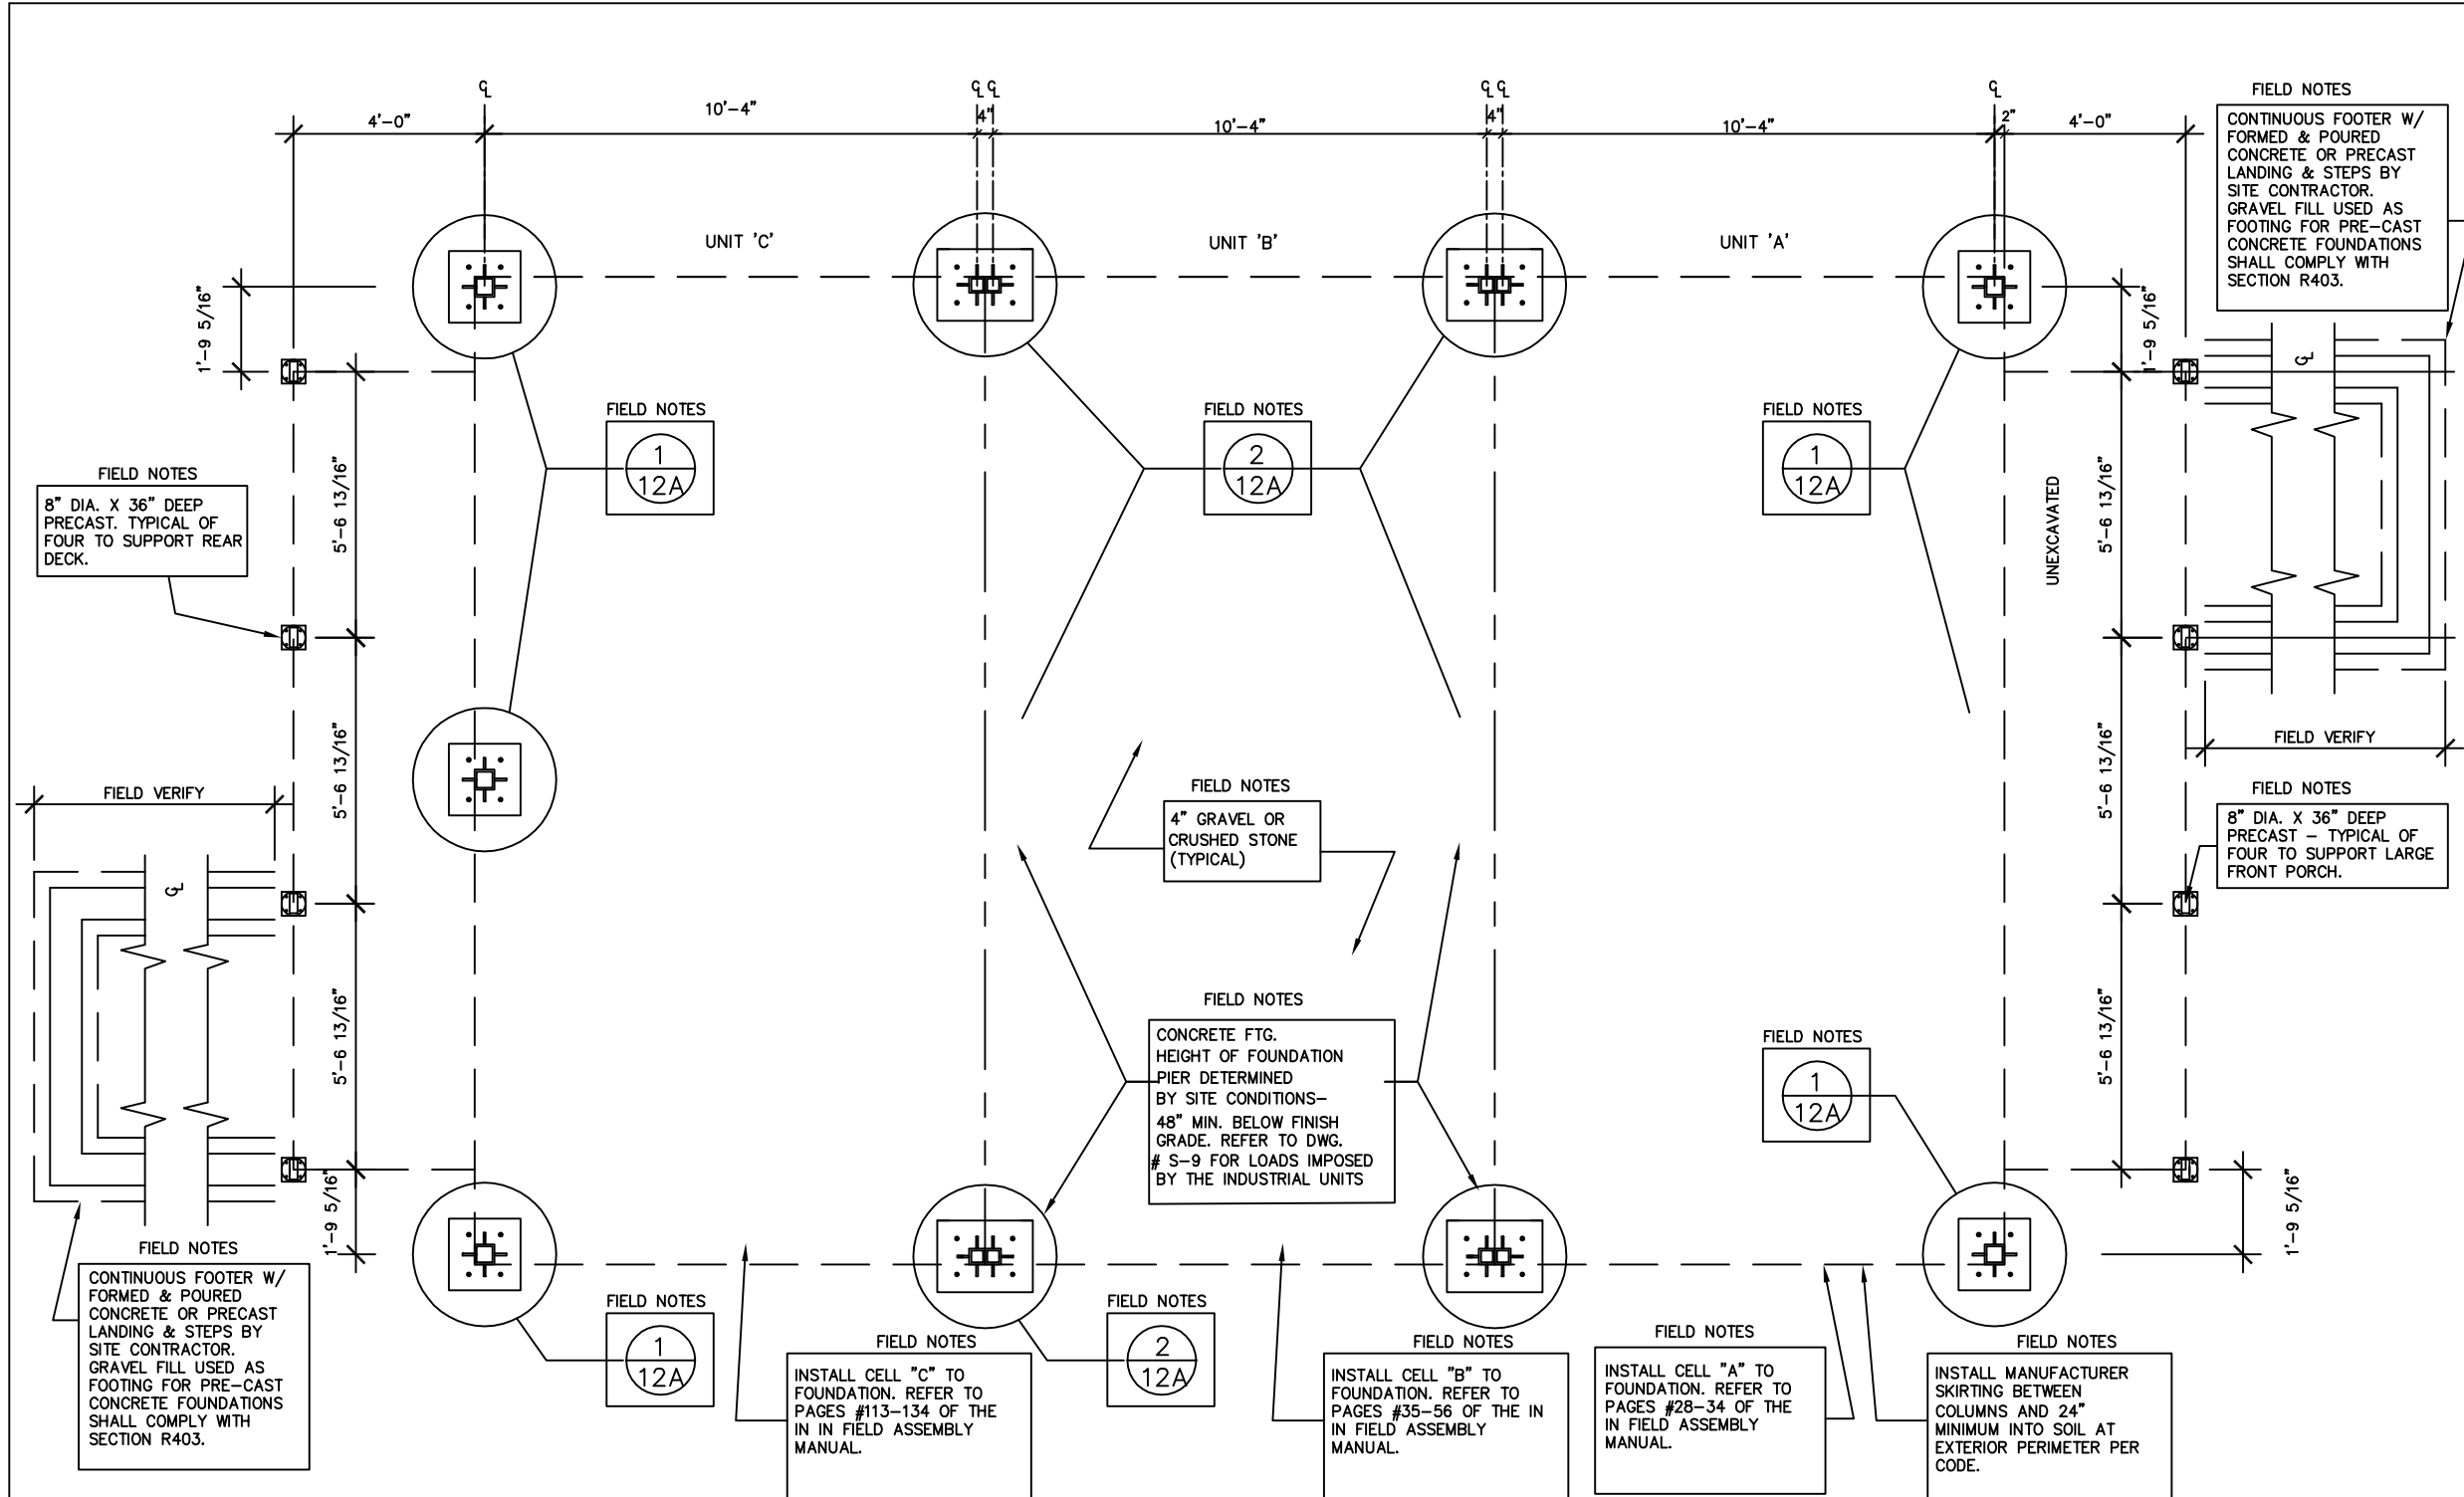 ℄
℄ ℄
℄ ℄
℄
4'-0"
10'-4"
4"
10'-4"
4"
10'-4"
2"
4'-0"
FIELD NOTES
CONTINUOUS FOOTER W/
FORMED & POURED
CONCRETE OR PRECAST
LANDING & STEPS BY
SITE CONTRACTOR.
GRAVEL FILL USED AS
FOOTING FOR PRE-CAST
CONCRETE FOUNDATIONS
SHALL COMPLY WITH
SECTION R403.
UNIT 'C'
UNIT 'B'
UNIT 'A'
1'-9 5/16"
1'-9 5/16"
℄
FIELD NOTES
1
12A
FIELD NOTES
2
12A
FIELD NOTES
1
12A
FIELD NOTES
8" DIA. X 36" DEEP
PRECAST. TYPICAL OF
FOUR TO SUPPORT REAR
DECK.
5'-6 13/16"
UNEXCAVATED
5'-6 13/16"
FIELD VERIFY
5'-6 13/16"
5'-6 13/16"
FIELD VERIFY
FIELD NOTES
4" GRAVEL OR
CRUSHED STONE
(TYPICAL)
FIELD NOTES
8" DIA. X 36" DEEP
PRECAST - TYPICAL OF
FOUR TO SUPPORT LARGE
FRONT PORCH.
℄
5'-6 13/16"
5'-6 13/16"
FIELD NOTES
CONCRETE FTG.
HEIGHT OF FOUNDATION
PIER DETERMINED
BY SITE CONDITIONS-
48" MIN. BELOW FINISH
GRADE. REFER TO DWG.
# S-9 FOR LOADS IMPOSED
BY THE INDUSTRIAL UNITS
FIELD NOTES
1
12A
1'-9 5/16"
1'-9 5/16"
FIELD NOTES
CONTINUOUS FOOTER W/
FORMED & POURED
CONCRETE OR PRECAST
LANDING & STEPS BY
SITE CONTRACTOR.
GRAVEL FILL USED AS
FOOTING FOR PRE-CAST
CONCRETE FOUNDATIONS
SHALL COMPLY WITH
SECTION R403.
FIELD NOTES
1
12A
FIELD NOTES
INSTALL CELL "C" TO
FOUNDATION. REFER TO
PAGES #113-134 OF THE
IN IN FIELD ASSEMBLY
MANUAL.
FIELD NOTES
2
12A
FIELD NOTES
INSTALL CELL "B" TO
FOUNDATION. REFER TO
PAGES #35-56 OF THE IN
IN FIELD ASSEMBLY
MANUAL.
FIELD NOTES
INSTALL CELL "A" TO
FOUNDATION. REFER TO
PAGES #28-34 OF THE
IN FIELD ASSEMBLY
MANUAL.
FIELD NOTES
INSTALL MANUFACTURER
SKIRTING BETWEEN
COLUMNS AND 24"
MINIMUM INTO SOIL AT
EXTERIOR PERIMETER PER
CODE.